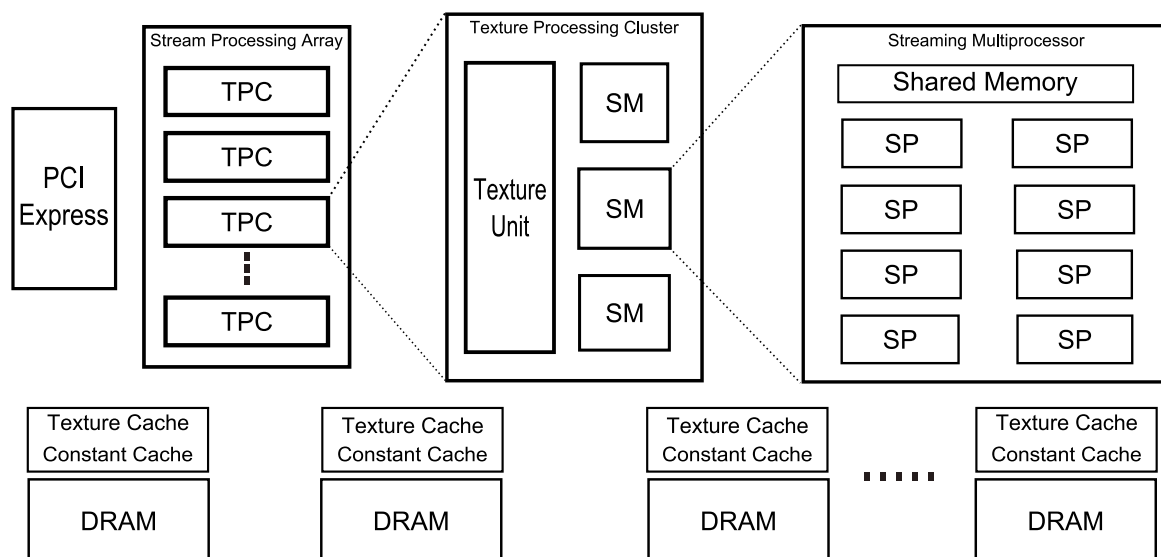 Stream Processing Array
TPC
TPC
TPC
TPC
PCI
Express
Texture Processing Cluster
Texture
Unit
SM
SM
SM
Streaming Multiprocessor
Shared Memory
SP
SP
SP
SP
SP
SP
SP
SP
Texture Cache
Constant Cache
DRAM
Texture Cache
Constant Cache
DRAM
Texture Cache
Constant Cache
DRAM
Texture Cache
Constant Cache
DRAM